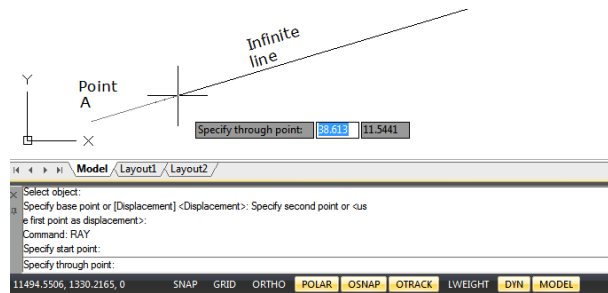 Infinite
line
Point
A
Y
X
Specify through point: 38.613 11.5441
Model Layout1 Layout2
Select object:
Specify base point or [Displacement] <Displacement>: Specify second point or <us
e first point as displacement>:
Command: RAY
Specify start point:
Specify through point:
11494.5506, 1330.2165, 0 SNAP GRID ORTHO POLAR OSNAP OTRACK LWEIGHT DYN MODEL